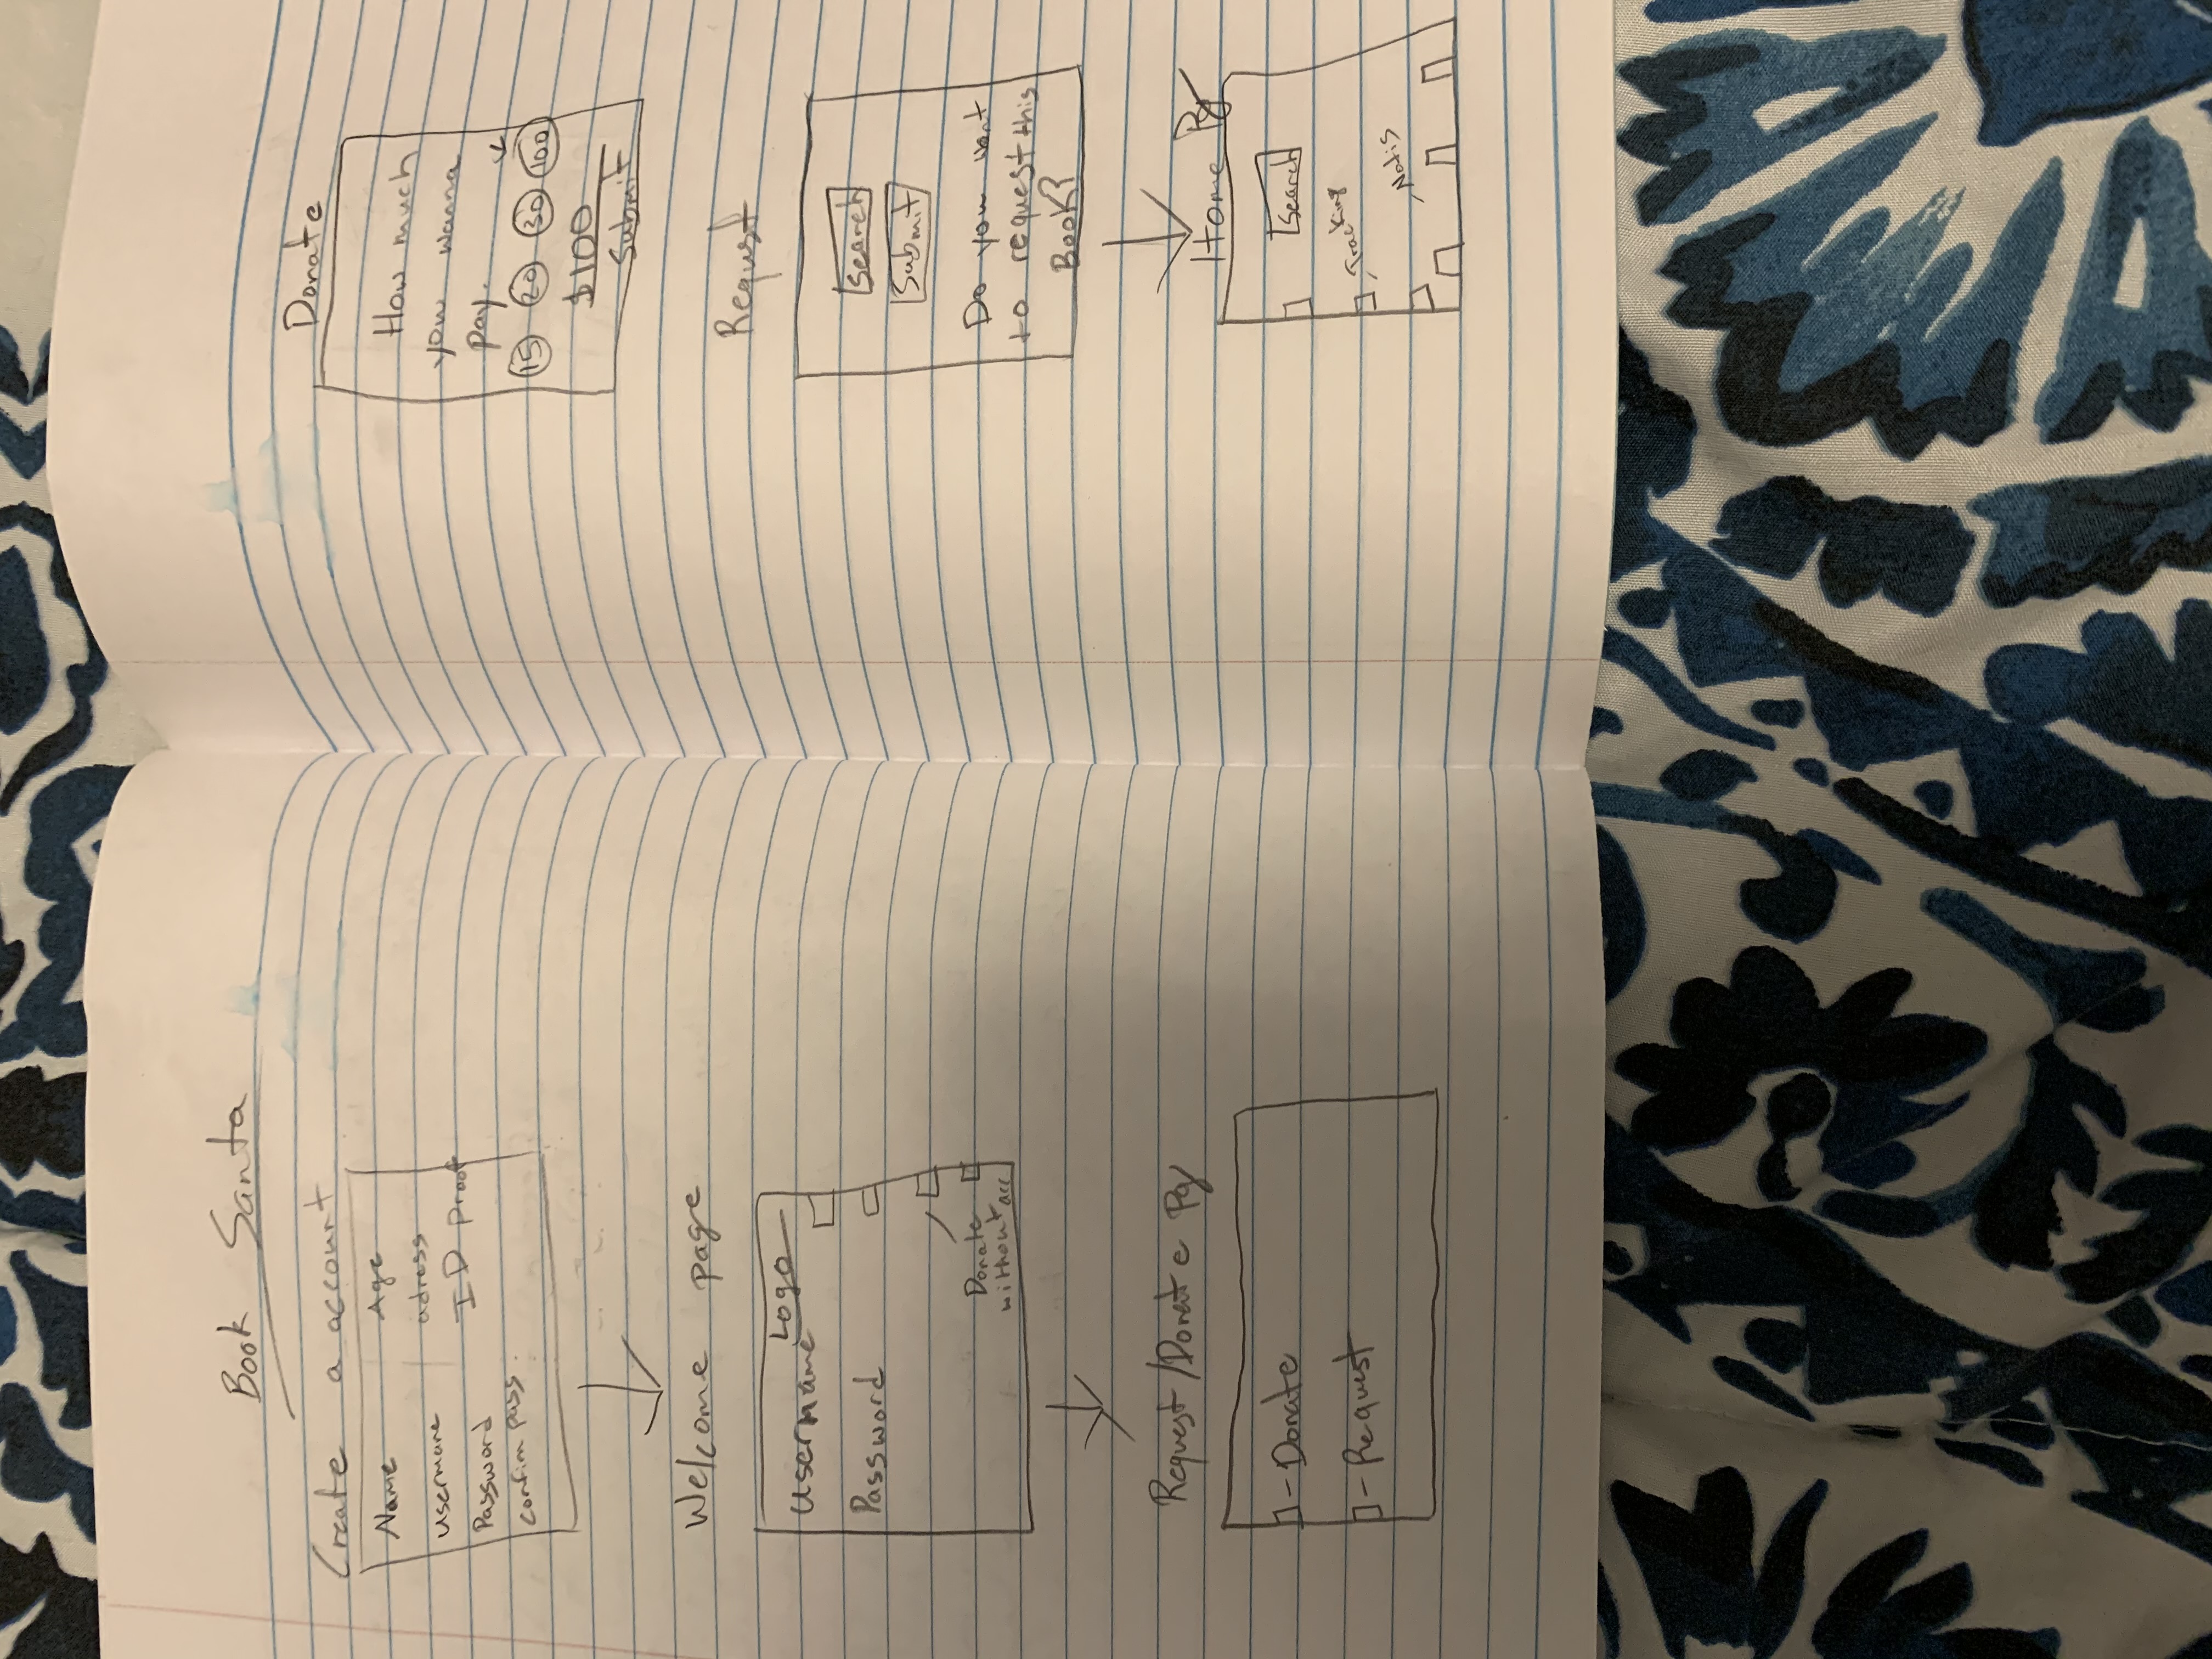 Book Santa
Create a account
Name Age
usermane adress
Password ID Proof
confim pass.
Welcome page
Logo
Username
Password
Donate
without acc
Request/Donate Pg
- Donate
- Request
Donate
How much
you wanna
pay.
15 20 30 100
$100
Submit
Requst
Search
Submit
Do you want
to request this
Book?
Home Pg
Search
Tracking
Notis